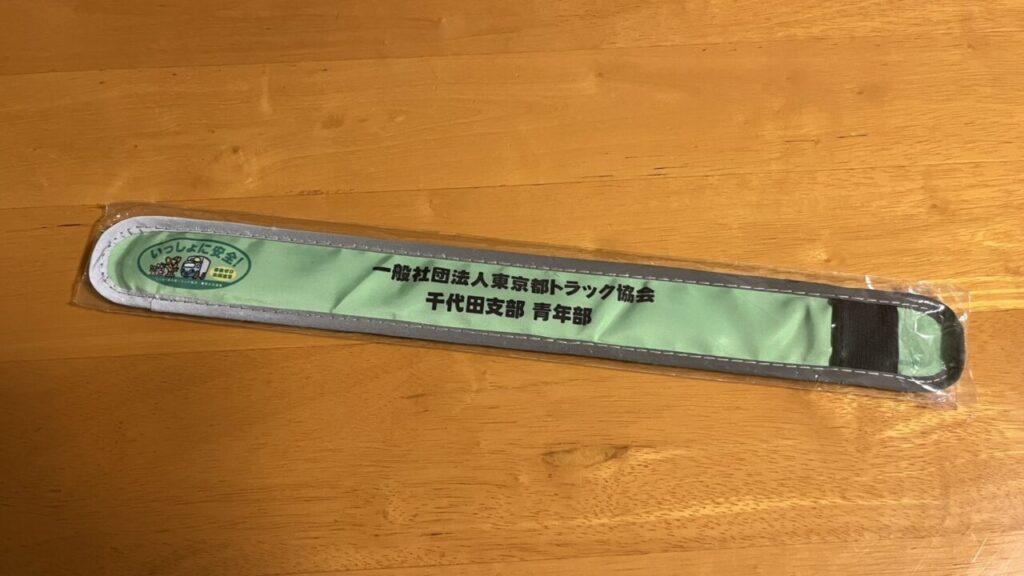 いっしょに安全!
一般社団法人東京都トラック協会
千代田支部 青年部